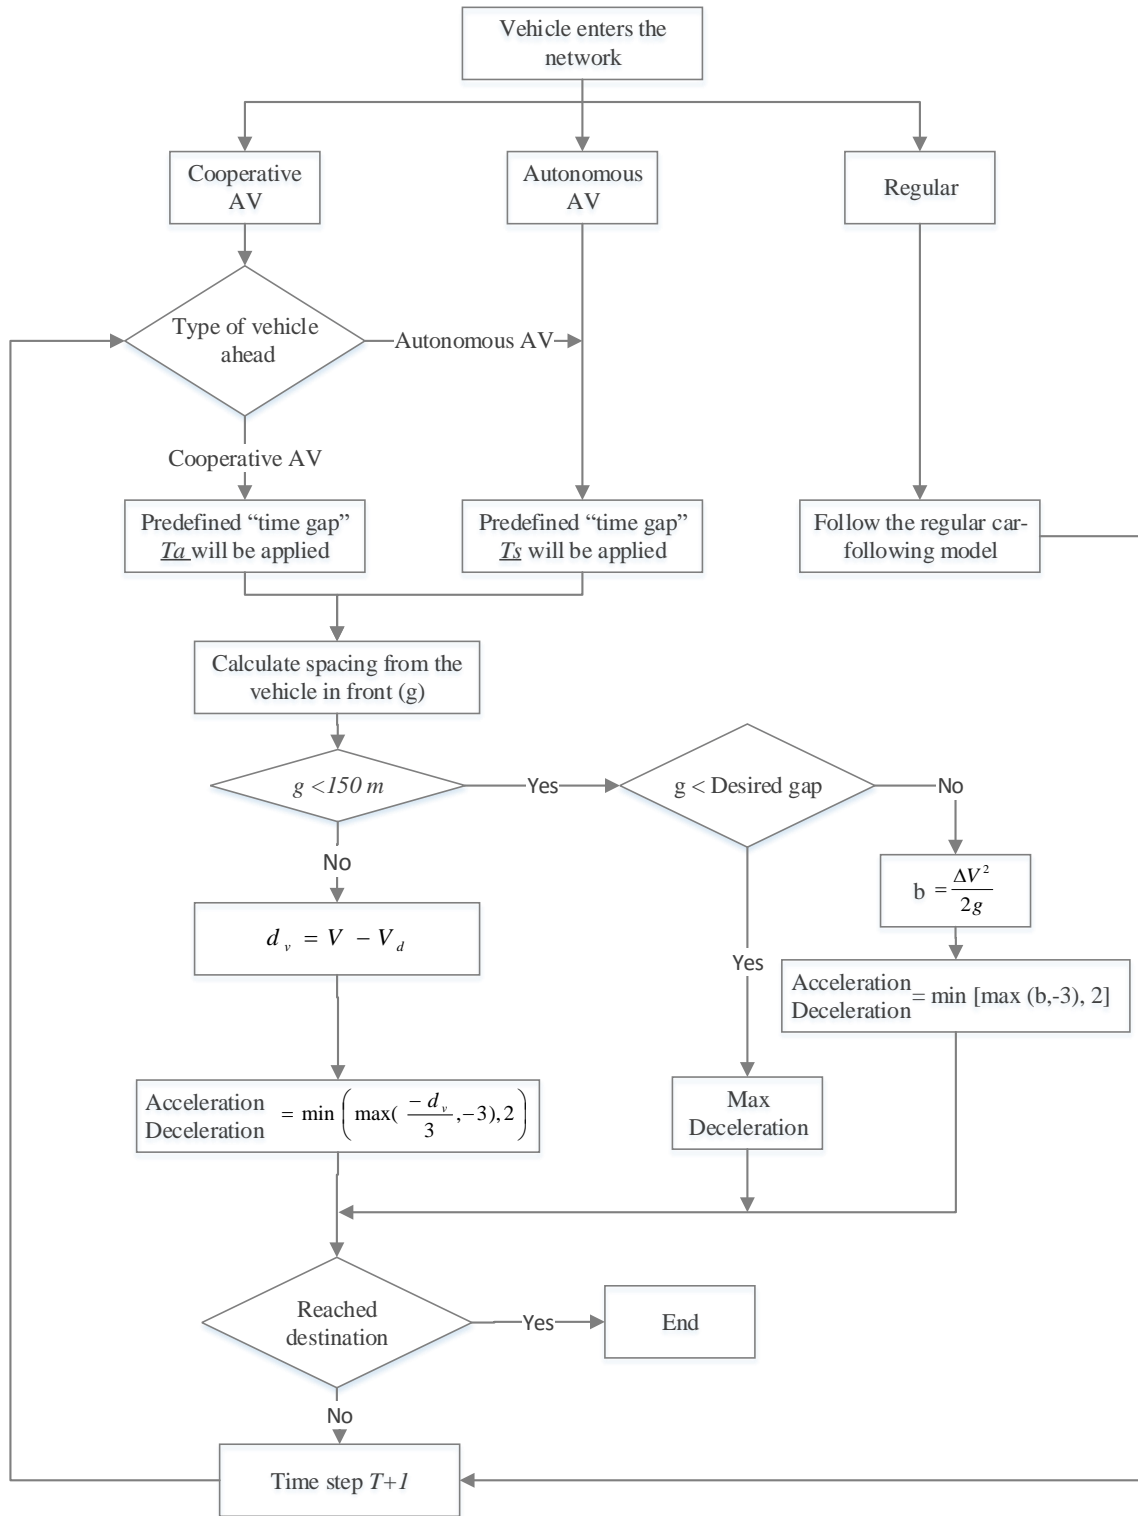 Vehicle enters the
network
Cooperative
AV
Autonomous
AV
Regular
Type of vehicle
ahead
Autonomous AV
Cooperative AV
Predefined “time gap”
Ta will be applied
Predefined “time gap”
Ts will be applied
Follow the regular car-
following model
Calculate spacing from the
vehicle in front (g)
g <150 m
Yes
g < Desired gap
No
No
b = ΔV² / 2g
d_v = V − V_d
Yes
Acceleration
Deceleration = min [max (b,-3), 2]
Acceleration
Deceleration = min ( max( −d_v / 3 ,−3),2 )
Max
Deceleration
Reached
destination
Yes
End
No
Time step T+1